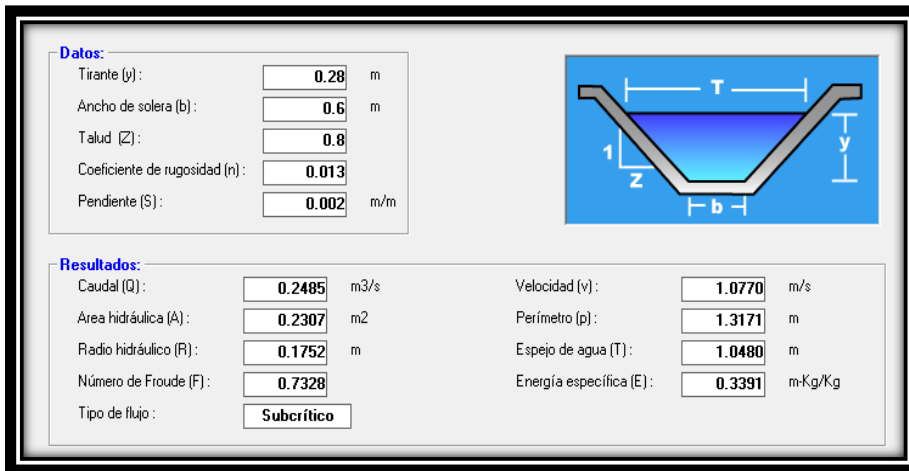 Datos:
Tirante (y) : 0.28 m
Ancho de solera (b) : 0.6 m
Talud (Z) : 0.8
Coeficiente de rugosidad (n) : 0.013
Pendiente (S) : 0.002 m/m
T
y
1
Z
b
Resultados:
Caudal (Q) : 0.2485 m3/s Velocidad (v) : 1.0770 m/s
Area hidráulica (A) : 0.2307 m2 Perímetro (p) : 1.3171 m
Radio hidráulico (R) : 0.1752 m Espejo de agua (T) : 1.0480 m
Número de Froude (F) : 0.7328 Energía específica (E) : 0.3391 m-Kg/Kg
Tipo de flujo : Subcrítico